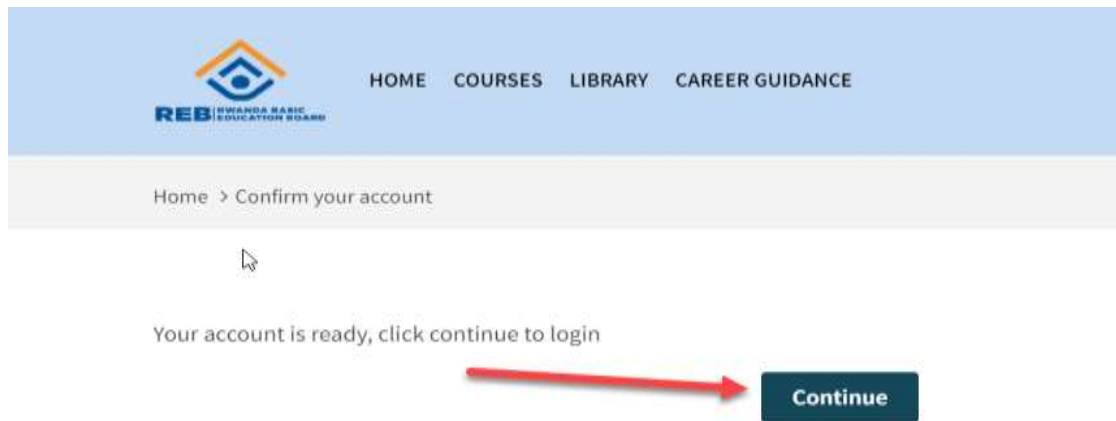 HOME COURSES LIBRARY CAREER GUIDANCE
REB RWANDA BASIC
EDUCATION BOARD
Home > Confirm your account
Your account is ready, click continue to login
Continue